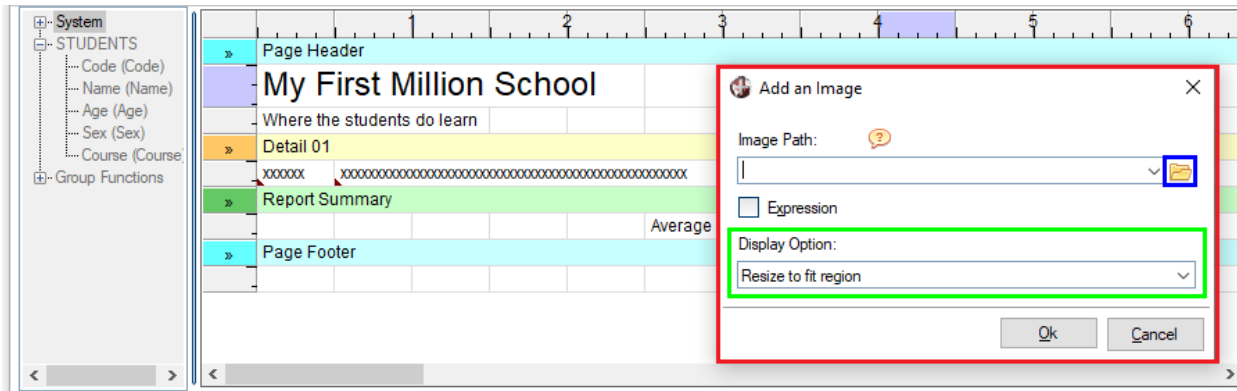 System
STUDENTS
Code (Code)
Name (Name)
Age (Age)
Sex (Sex)
Course (Course)
Group Functions
1 2 3 4 5 6
» Page Header
My First Million School
Where the students do learn
» Detail 01
xxxxxx xxxxxxxxxxxxxxxxxxxxxxxxxxxxxxxxxxxxxxxxxxxxxxxxxx
» Report Summary
Average
» Page Footer
Add an Image
Image Path:
Expression
Display Option:
Resize to fit region
Ok Cancel